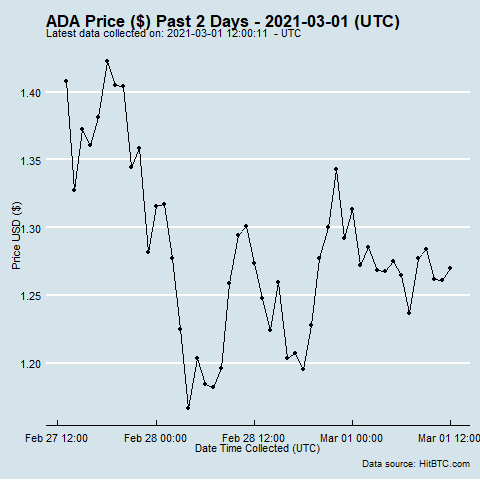 ADA Price ($) Past 2 Days - 2021-03-01 (UTC)
Latest data collected on: 2021-03-01 12:00:11 - UTC
Price USD ($)
1.40
1.35
1.30
1.25
1.20
Feb 27 12:00 Feb 28 00:00 Feb 28 12:00 Mar 01 00:00 Mar 01 12:00
Date Time Collected (UTC)
Data source: HitBTC.com